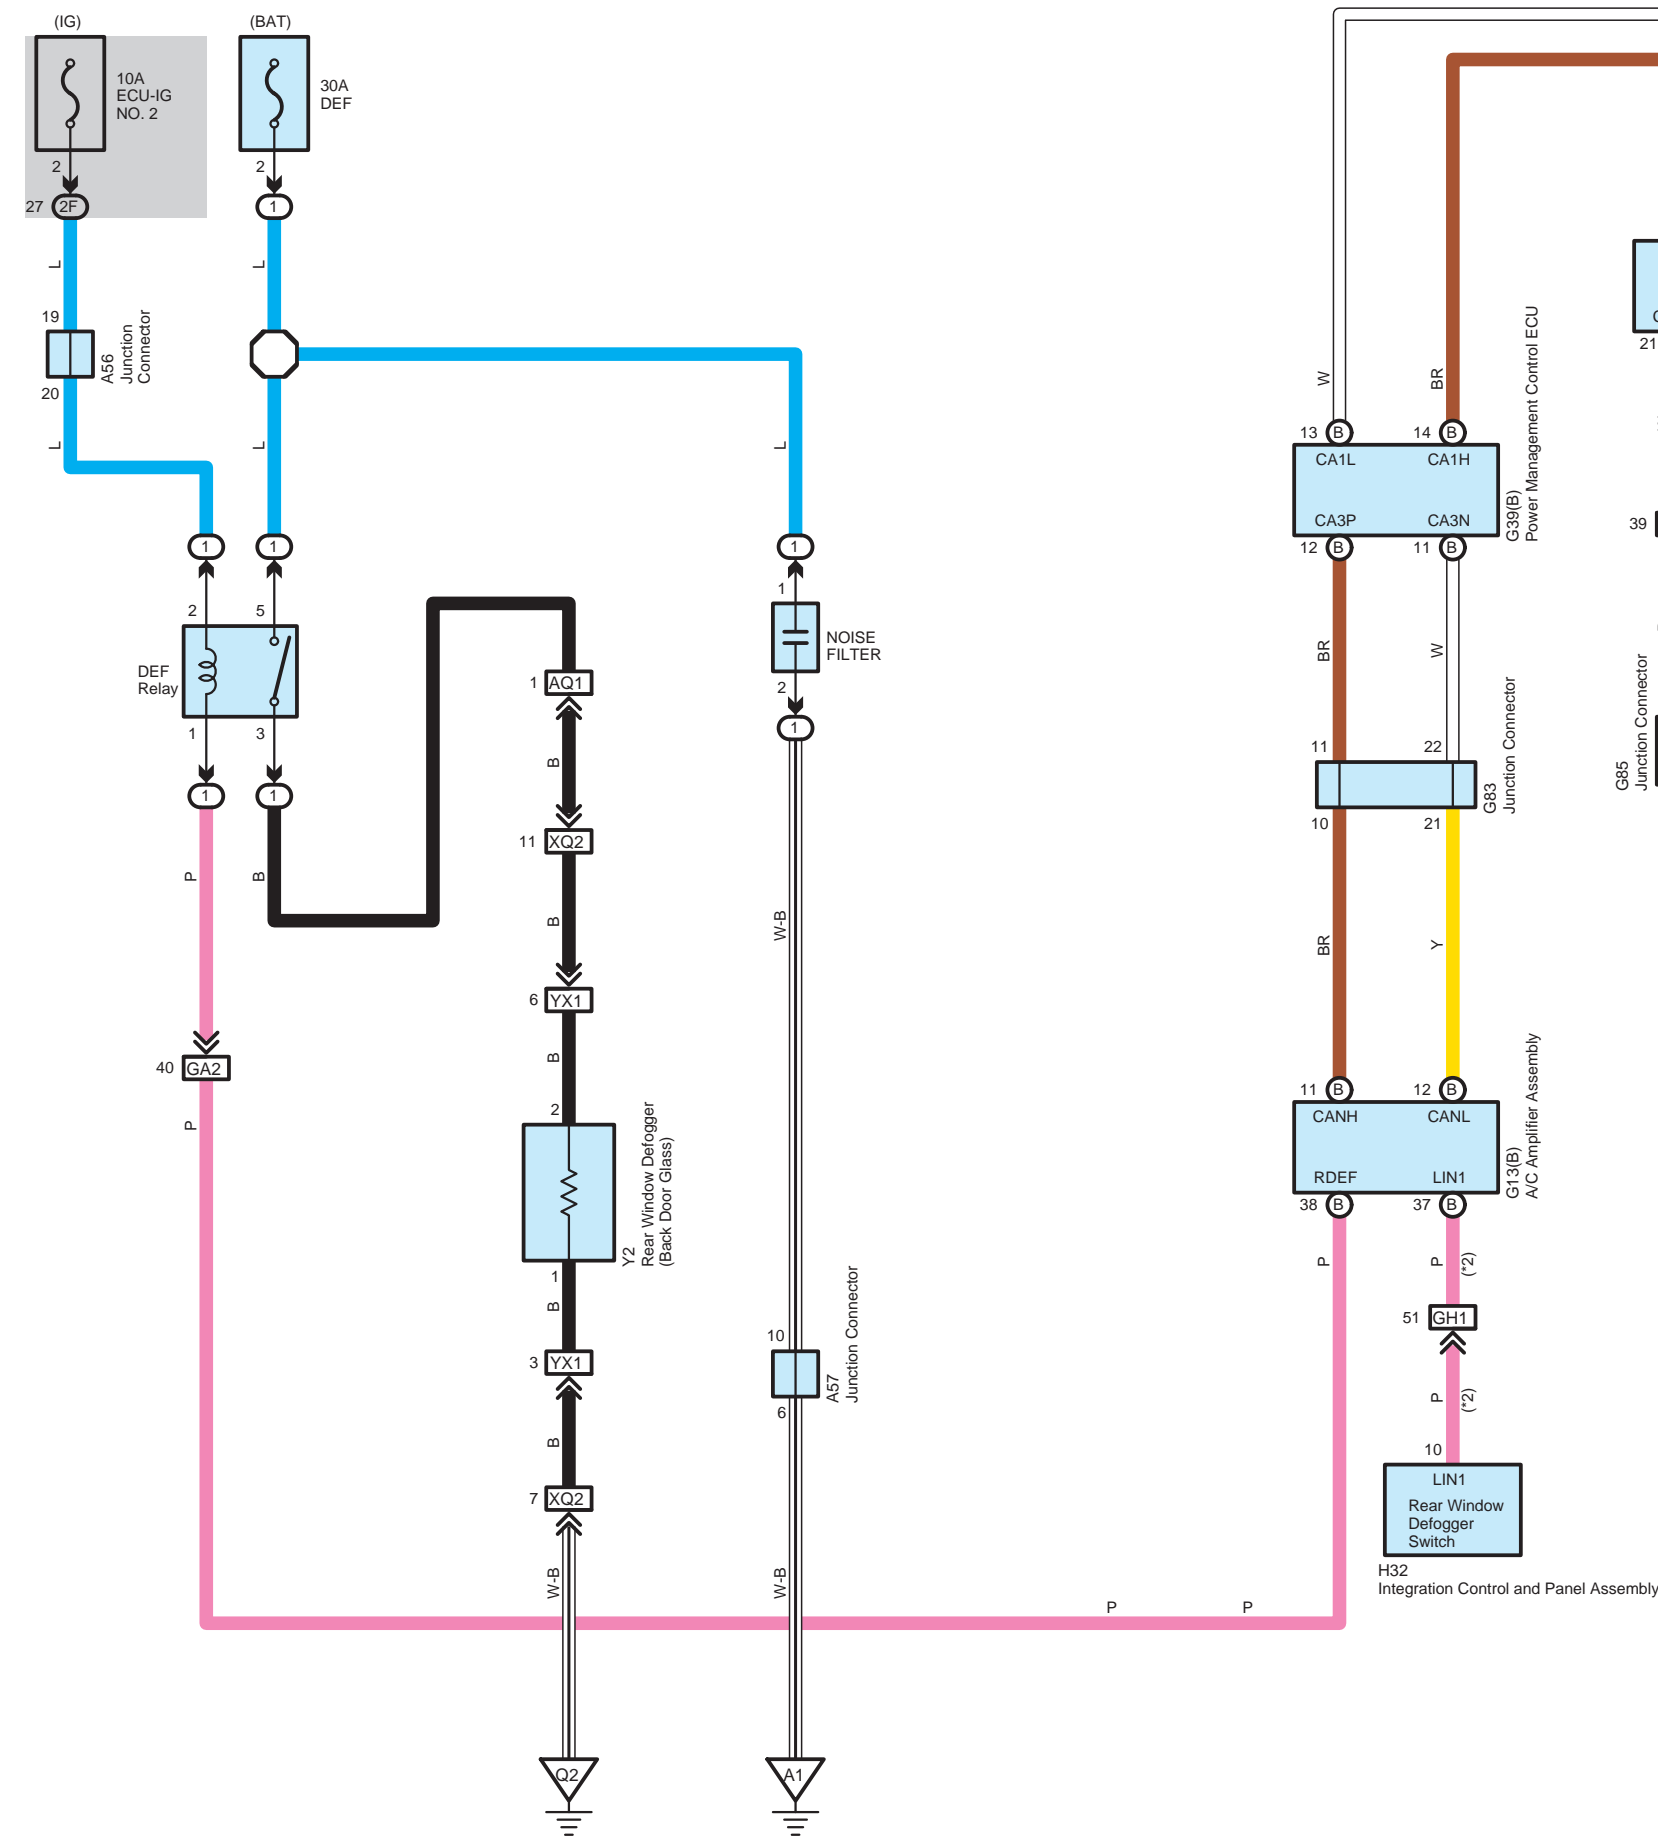 (IG)
(BAT)
10A
ECU-IG
NO. 2
30A
DEF
2
2
27
2F
1
L
L
19
20
A56
Junction
Connector
L
L
L
1
1
1
2
5
DEF
Relay
1
3
1
1
P
B
40
GA2
P
1
AQ1
B
11
XQ2
B
6
YX1
B
2
Y2
Rear Window Defogger
(Back Door Glass)
1
B
3
YX1
B
7
XQ2
W-B
Q2
1
NOISE
FILTER
2
1
W-B
10
A57
Junction Connector
6
W-B
A1
P
P
W
BR
13
B
14
B
CA1L
CA1H
CA3P
CA3N
G39(B)
Power Management Control ECU
12
B
11
B
BR
W
11
22
G83
Junction Connector
10
21
BR
Y
11
B
12
B
CANH
CANL
RDEF
LIN1
G13(B)
A/C Amplifier Assembly
38
B
37
B
P
P
(*2)
51
GH1
P
(*2)
10
LIN1
Rear Window
Defogger
Switch
H32
Integration Control and Panel Assembly
21
39
G85
Junction Connector